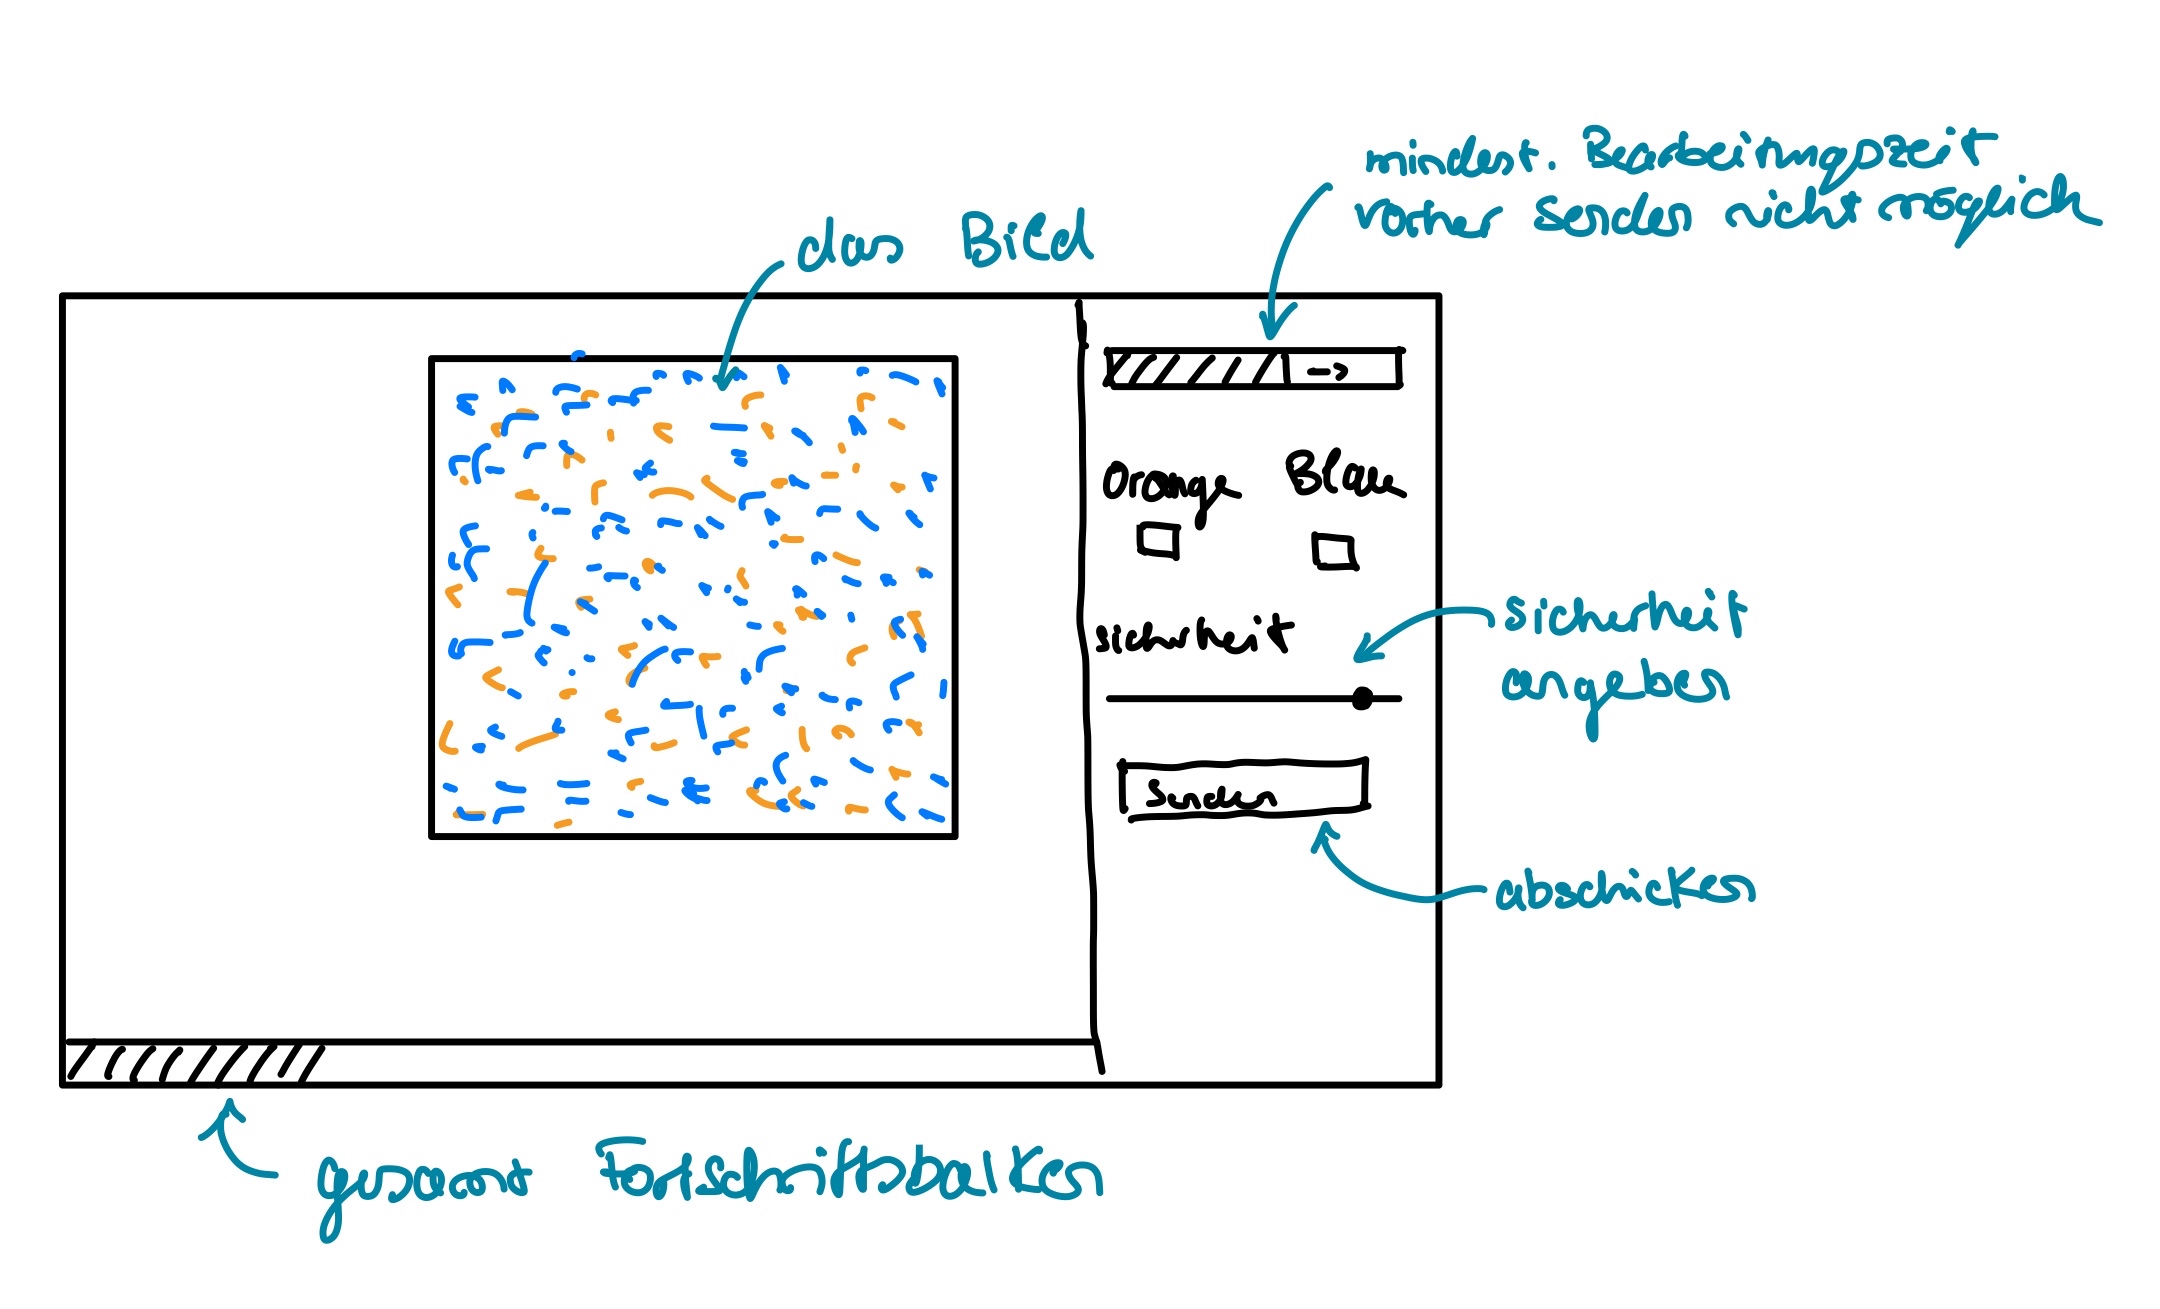 mindest. Bearbeitungszeit
vorher Senden nicht möglich
das Bild
Orange Blau
Sicherheit
sicherheit
angeben
Senden
abschicken
gesamt Fortschrittsbalken